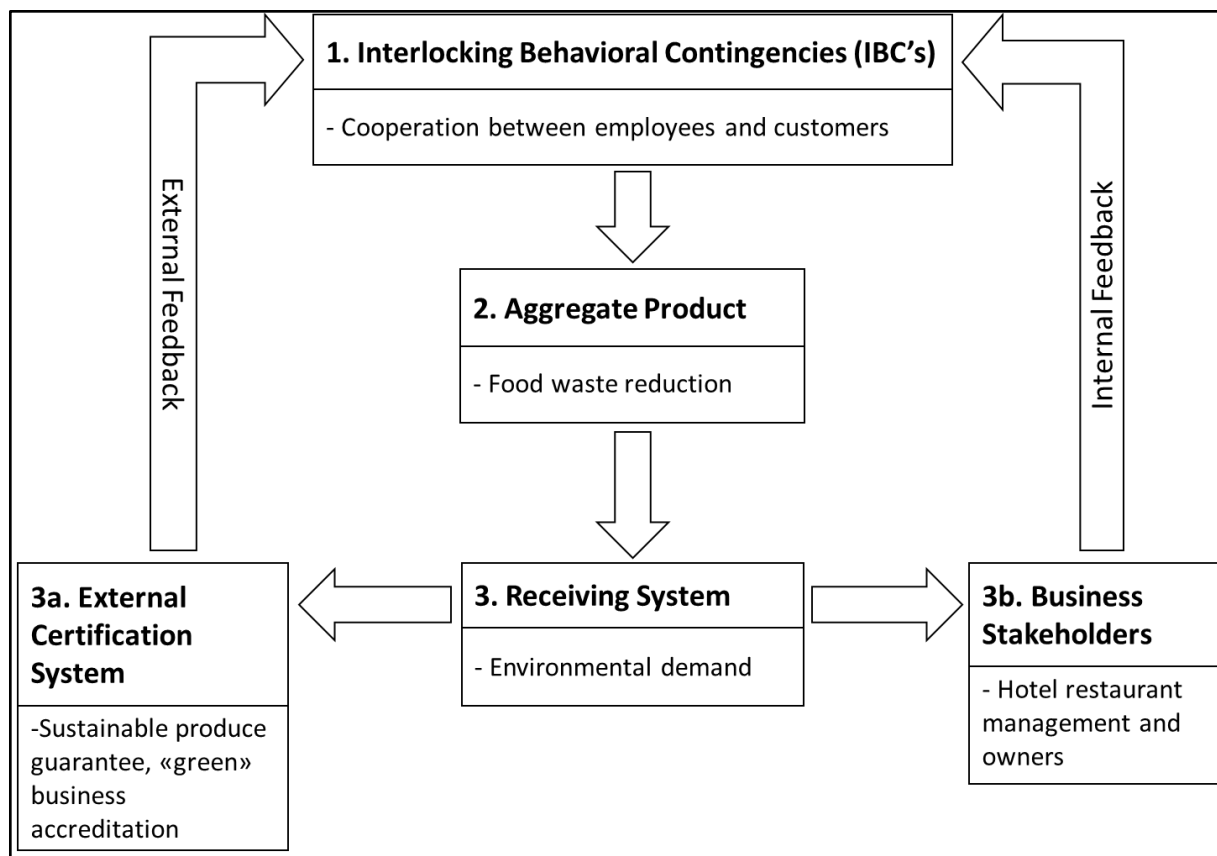 1. Interlocking Behavioral Contingencies (IBC's)
- Cooperation between employees and customers
External Feedback
Internal Feedback
2. Aggregate Product
- Food waste reduction
3a. External
Certification
System
-Sustainable produce
guarantee, «green»
business
accreditation
3. Receiving System
- Environmental demand
3b. Business
Stakeholders
- Hotel restaurant
management and
owners